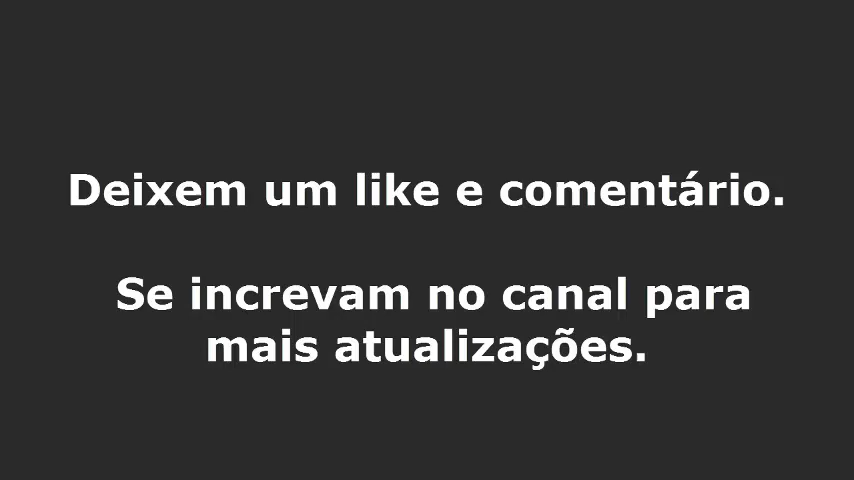 Deixem um like e comentário.
Se increvam no canal para
mais atualizações.